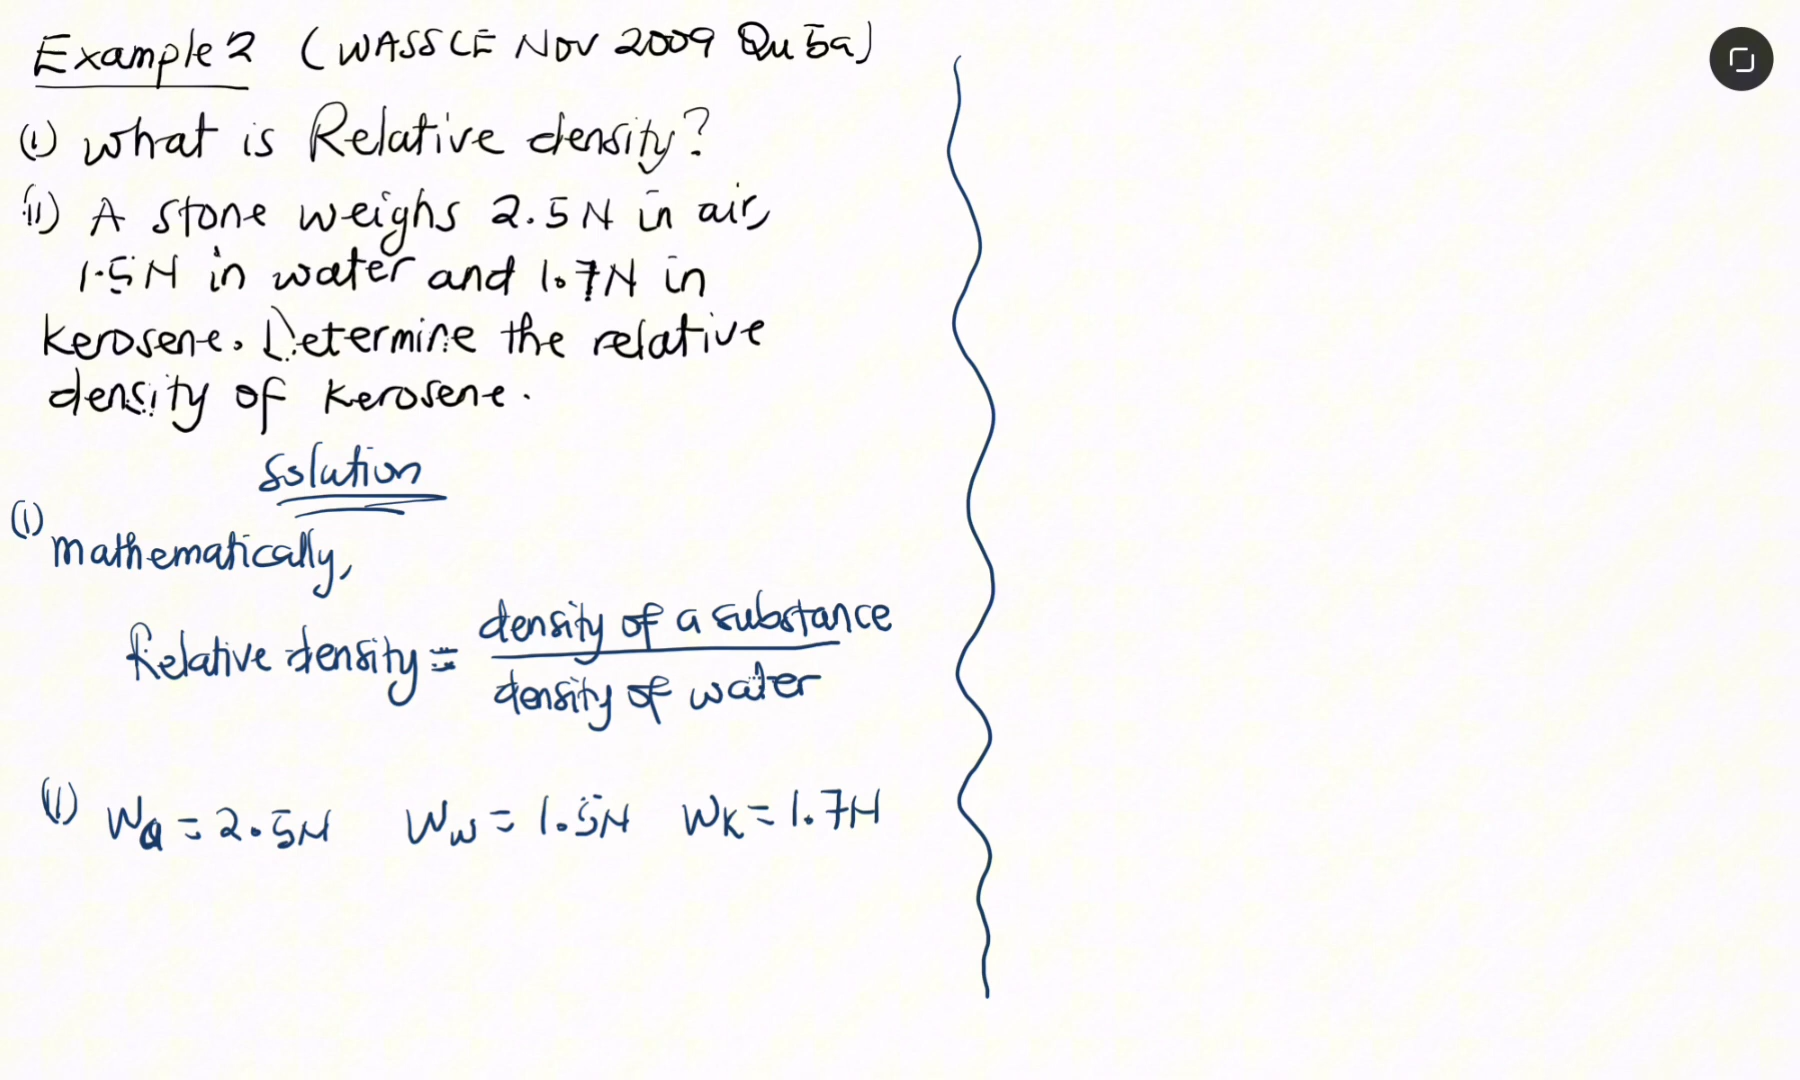 Example 2 (WASSCE Nov 2009 Qu 5a)
(i) what is Relative density?
(ii) A stone weighs 2.5N in air,
1.5N in water and 1.7N in
kerosene. Determine the relative
density of kerosene.
Solution
(i)
mathematically,
Relative density = density of a substance
density of water
(ii) Wa = 2.5N Ww = 1.5N WK = 1.7N